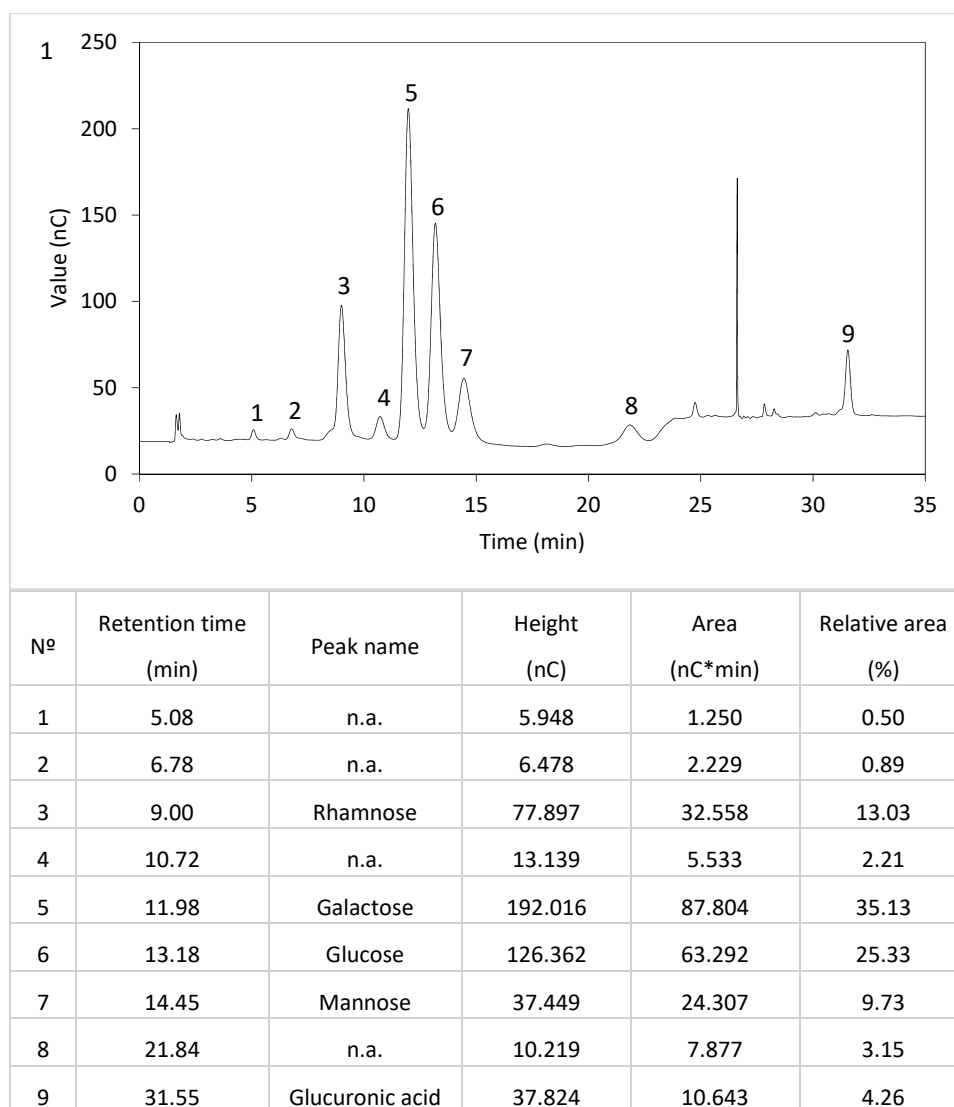 1
250
200
150
100
50
0
Value (nC)
1
2
3
4
5
6
7
8
9
0 5 10 15 20 25 30 35
Time (min)
Nº Retention time (min) Peak name Height (nC) Area (nC*min) Relative area (%)
1 5.08 n.a. 5.948 1.250 0.50
2 6.78 n.a. 6.478 2.229 0.89
3 9.00 Rhamnose 77.897 32.558 13.03
4 10.72 n.a. 13.139 5.533 2.21
5 11.98 Galactose 192.016 87.804 35.13
6 13.18 Glucose 126.362 63.292 25.33
7 14.45 Mannose 37.449 24.307 9.73
8 21.84 n.a. 10.219 7.877 3.15
9 31.55 Glucuronic acid 37.824 10.643 4.26